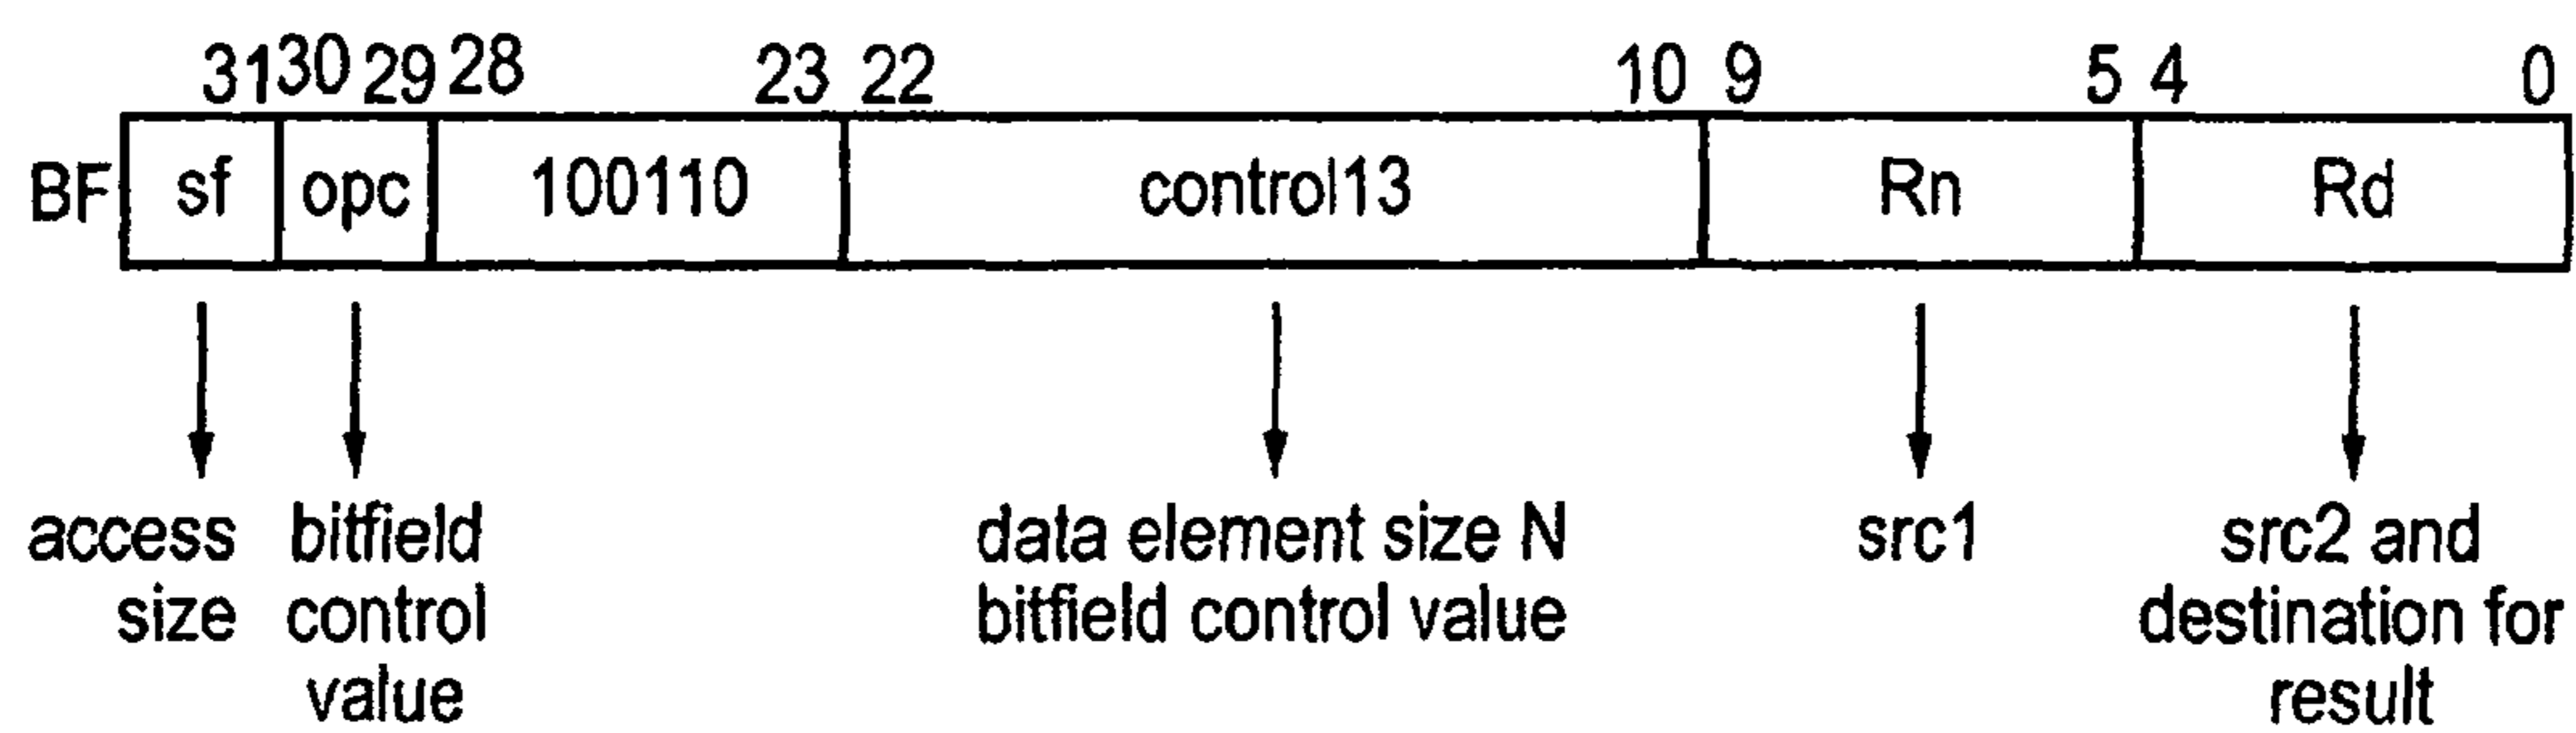 31 30 29 28 23 22 10 9 5 4 0
BF sf opc 100110 control13 Rn Rd
access bitfield data element size N src1 src2 and
size control bitfield control value destination for
value result